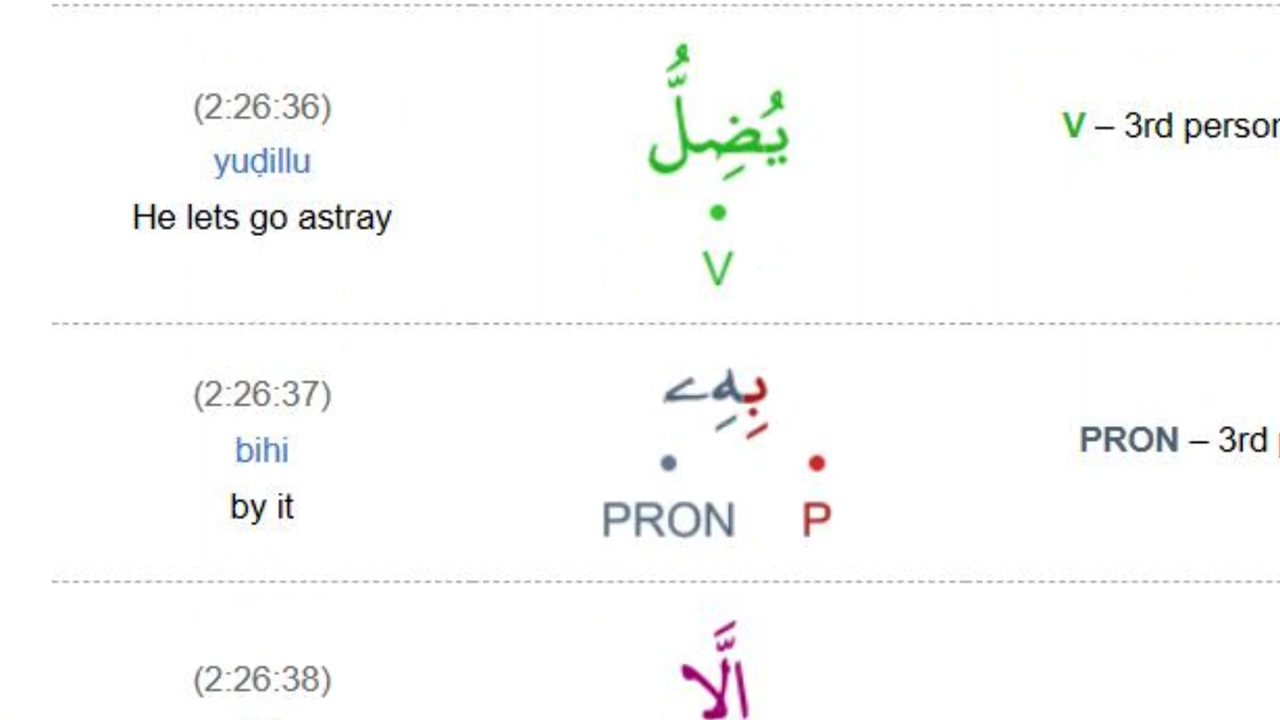 (2:26:36)
yuḍillu
He lets go astray
يُضِلُّ
V
V – 3rd person
(2:26:37)
bihi
by it
بِهِے
PRON P
PRON – 3rd
(2:26:38)
اِلَّا